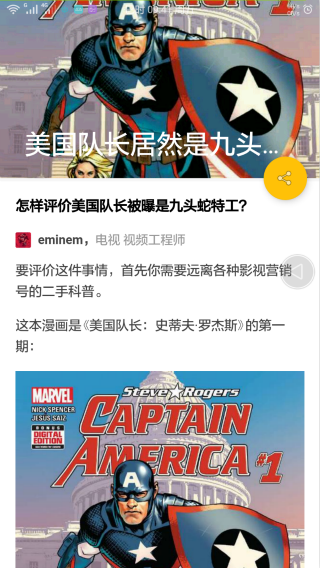 美国队长居然是九头...
怎样评价美国队长被曝是九头蛇特工？
eminem，电视 视频工程师
要评价这件事情，首先你需要远离各种影视营销
号的二手科普。
这本漫画是《美国队长：史蒂夫·罗杰斯》的第一
期：
MARVEL
NICK SPENCER
JESUS SAIZ
BONUS
DIGITAL
EDITION
Steve Rogers
CAPTAIN
AMERICA
#1